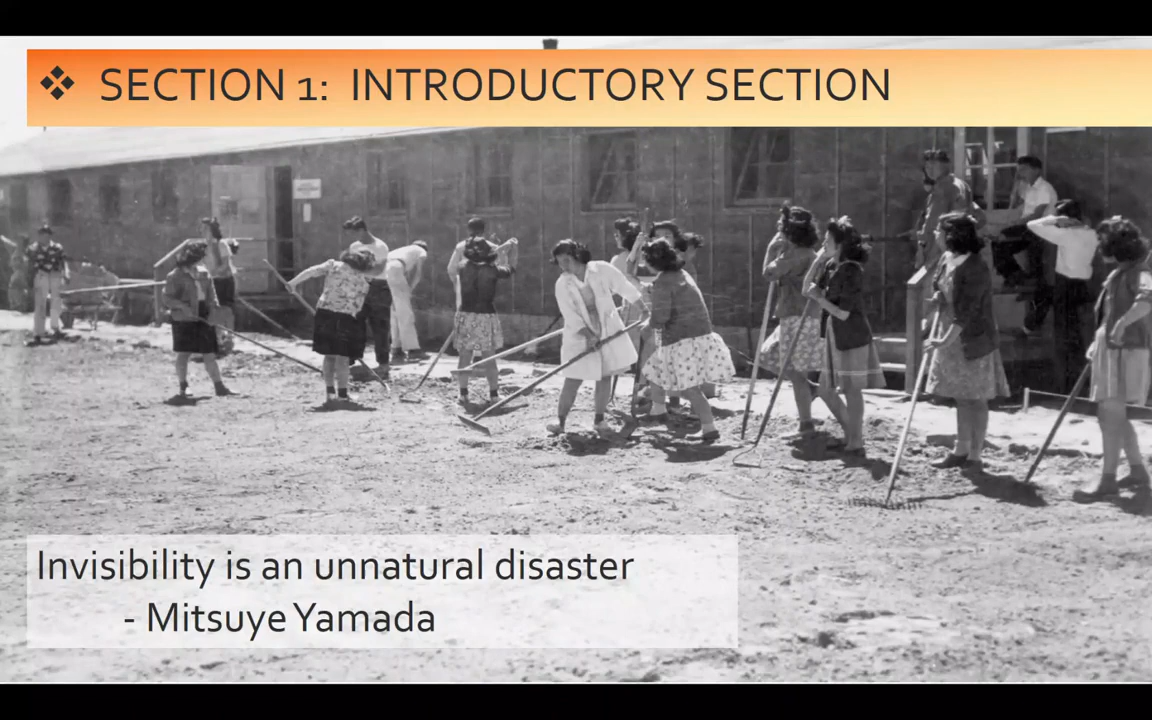 SECTION 1: INTRODUCTORY SECTION
Invisibility is an unnatural disaster
- Mitsuye Yamada